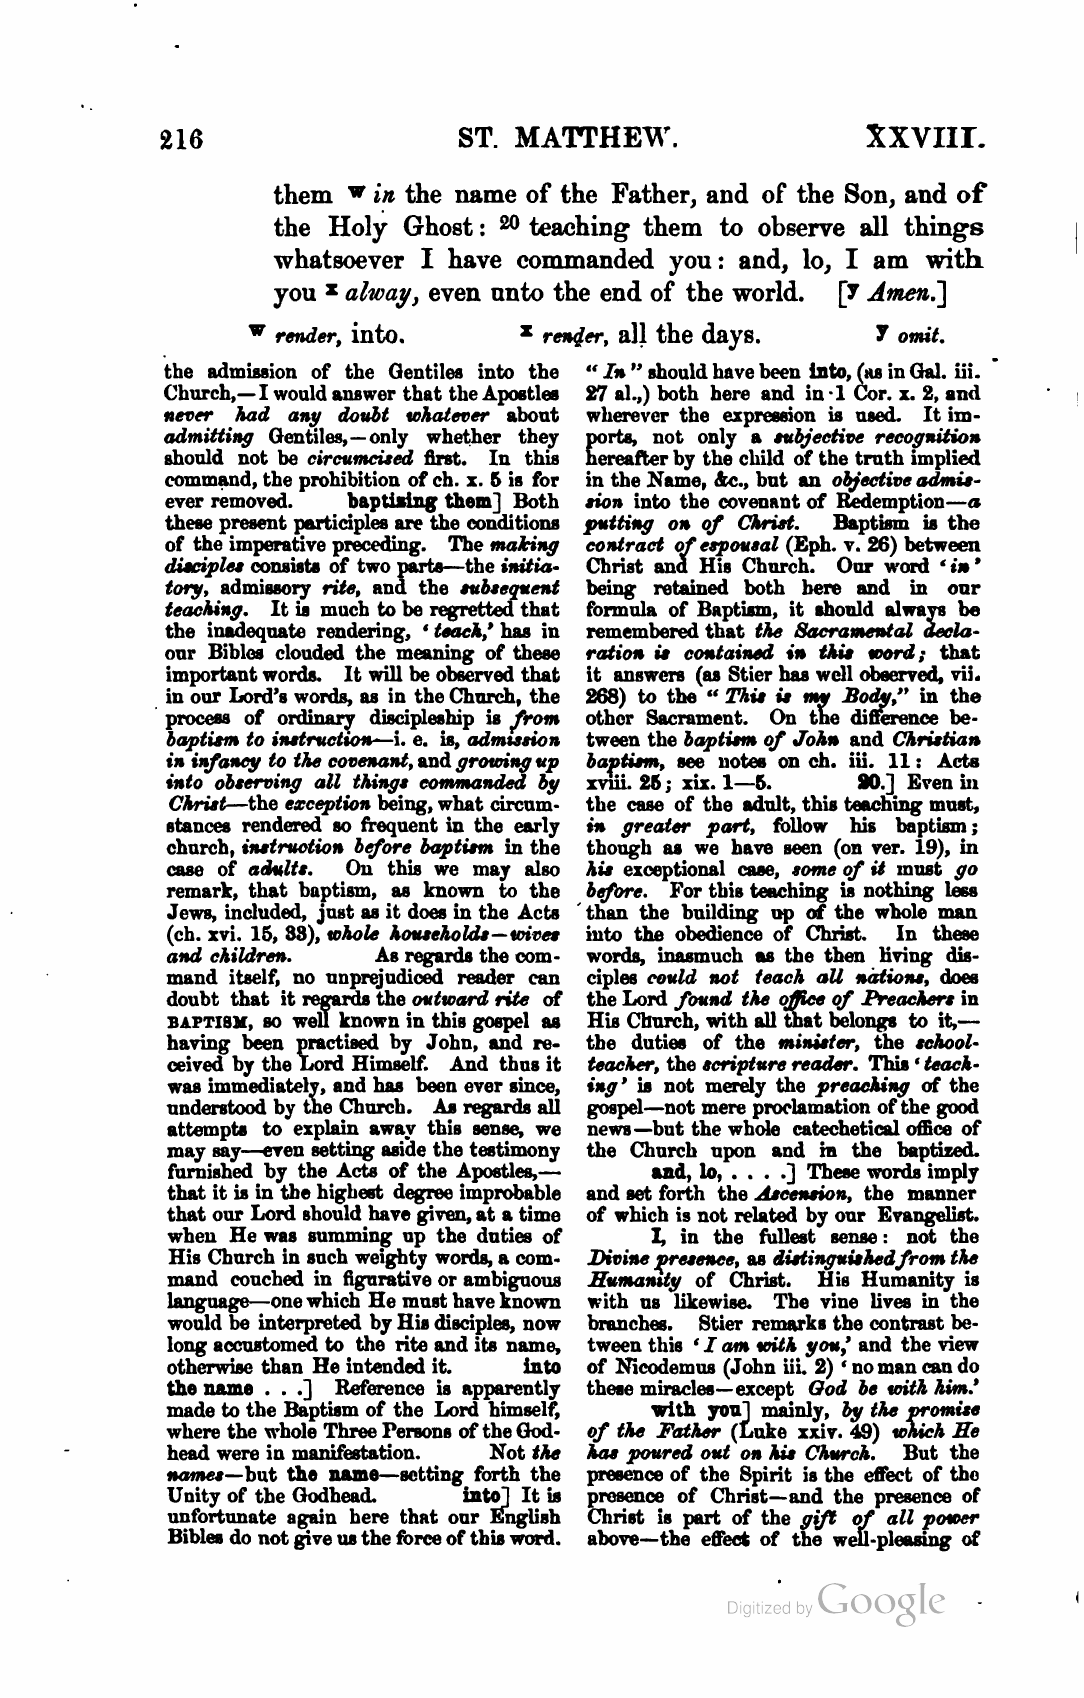 216 ST. MATTHEW. XXVIII.
them w in the name of the Father, and of the Son, and of
the Holy Ghost: 20 teaching them to observe all things
whatsoever I have commanded you: and, lo, I am with
you x alway, even unto the end of the world. [y Amen.]
w render, into. x render, all the days. y omit.
the admission of the Gentiles into the
Church,—I would answer that the Apostles
never had any doubt whatever about
admitting Gentiles,—only whether they
should not be circumcised first. In this
command, the prohibition of ch. x. 5 is for
ever removed. baptizing them] Both
these present participles are the conditions
of the imperative preceding. The making
disciples consists of two parts—the initia-
tory, admissory rite, and the subsequent
teaching. It is much to be regretted that
the inadequate rendering, ‘teach,’ has in
our Bibles clouded the meaning of these
important words. It will be observed that
in our Lord's words, as in the Church, the
process of ordinary discipleship is from
baptism to instruction—i. e. is, admission
in infancy to the covenant, and growing up
into observing all things commanded by
Christ—the exception being, what circum-
stances rendered so frequent in the early
church, instruction before baptism in the
case of adults. On this we may also
remark, that baptism, as known to the
Jews, included, just as it does in the Acts
(ch. xvi. 15, 33), whole households—wives
and children. As regards the com-
mand itself, no unprejudiced reader can
doubt that it regards the outward rite of
BAPTISM, so well known in this gospel as
having been practised by John, and re-
ceived by the Lord Himself. And thus it
was immediately, and has been ever since,
understood by the Church. As regards all
attempts to explain away this sense, we
may say—even setting aside the testimony
furnished by the Acts of the Apostles,—
that it is in the highest degree improbable
that our Lord should have given, at a time
when He was summing up the duties of
His Church in such weighty words, a com-
mand couched in figurative or ambiguous
language—one which He must have known
would be interpreted by His disciples, now
long accustomed to the rite and its name,
otherwise than He intended it. into
the name . . .] Reference is apparently
made to the Baptism of the Lord himself,
where the whole Three Persons of the God-
head were in manifestation. Not the
names—but the name—setting forth the
Unity of the Godhead. into] It is
unfortunate again here that our English
Bibles do not give us the force of this word.
“In” should have been into, (as in Gal. iii.
27 al.,) both here and in 1 Cor. x. 2, and
wherever the expression is used. It im-
ports, not only a subjective recognition
hereafter by the child of the truth implied
in the Name, &c., but an objective admis-
sion into the covenant of Redemption—a
putting on of Christ. Baptism is the
contract of espousal (Eph. v. 26) between
Christ and His Church. Our word ‘in’
being retained both here and in our
formula of Baptism, it should always be
remembered that the Sacramental decla-
ration is contained in this word; that
it answers (as Stier has well observed, vii.
268) to the “This is my Body,” in the
other Sacrament. On the difference be-
tween the baptism of John and Christian
baptism, see notes on ch. iii. 11: Acts
xviii. 25; xix. 1—5. 20.] Even in
the case of the adult, this teaching must,
in greater part, follow his baptism;
though as we have seen (on ver. 19), in
his exceptional case, some of it must go
before. For this teaching is nothing less
than the building up of the whole man
into the obedience of Christ. In these
words, inasmuch as the then living dis-
ciples could not teach all nations, does
the Lord found the office of Preachers in
His Church, with all that belongs to it,—
the duties of the minister, the school-
teacher, the scripture reader. This ‘teach-
ing’ is not merely the preaching of the
gospel—not mere proclamation of the good
news—but the whole catechetical office of
the Church upon and in the baptized.
and, lo, . . . .] These words imply
and set forth the Ascension, the manner
of which is not related by our Evangelist.
I, in the fullest sense: not the
Divine presence, as distinguished from the
Humanity of Christ. His Humanity is
with us likewise. The vine lives in the
branches. Stier remarks the contrast be-
tween this ‘I am with you,’ and the view
of Nicodemus (John iii. 2) ‘no man can do
these miracles—except God be with him.’
with you] mainly, by the promise
of the Father (Luke xxiv. 49) which He
has poured out on his Church. But the
presence of the Spirit is the effect of the
presence of Christ—and the presence of
Christ is part of the gift of all power
above—the effect of the well-pleasing of
Digitized by Google